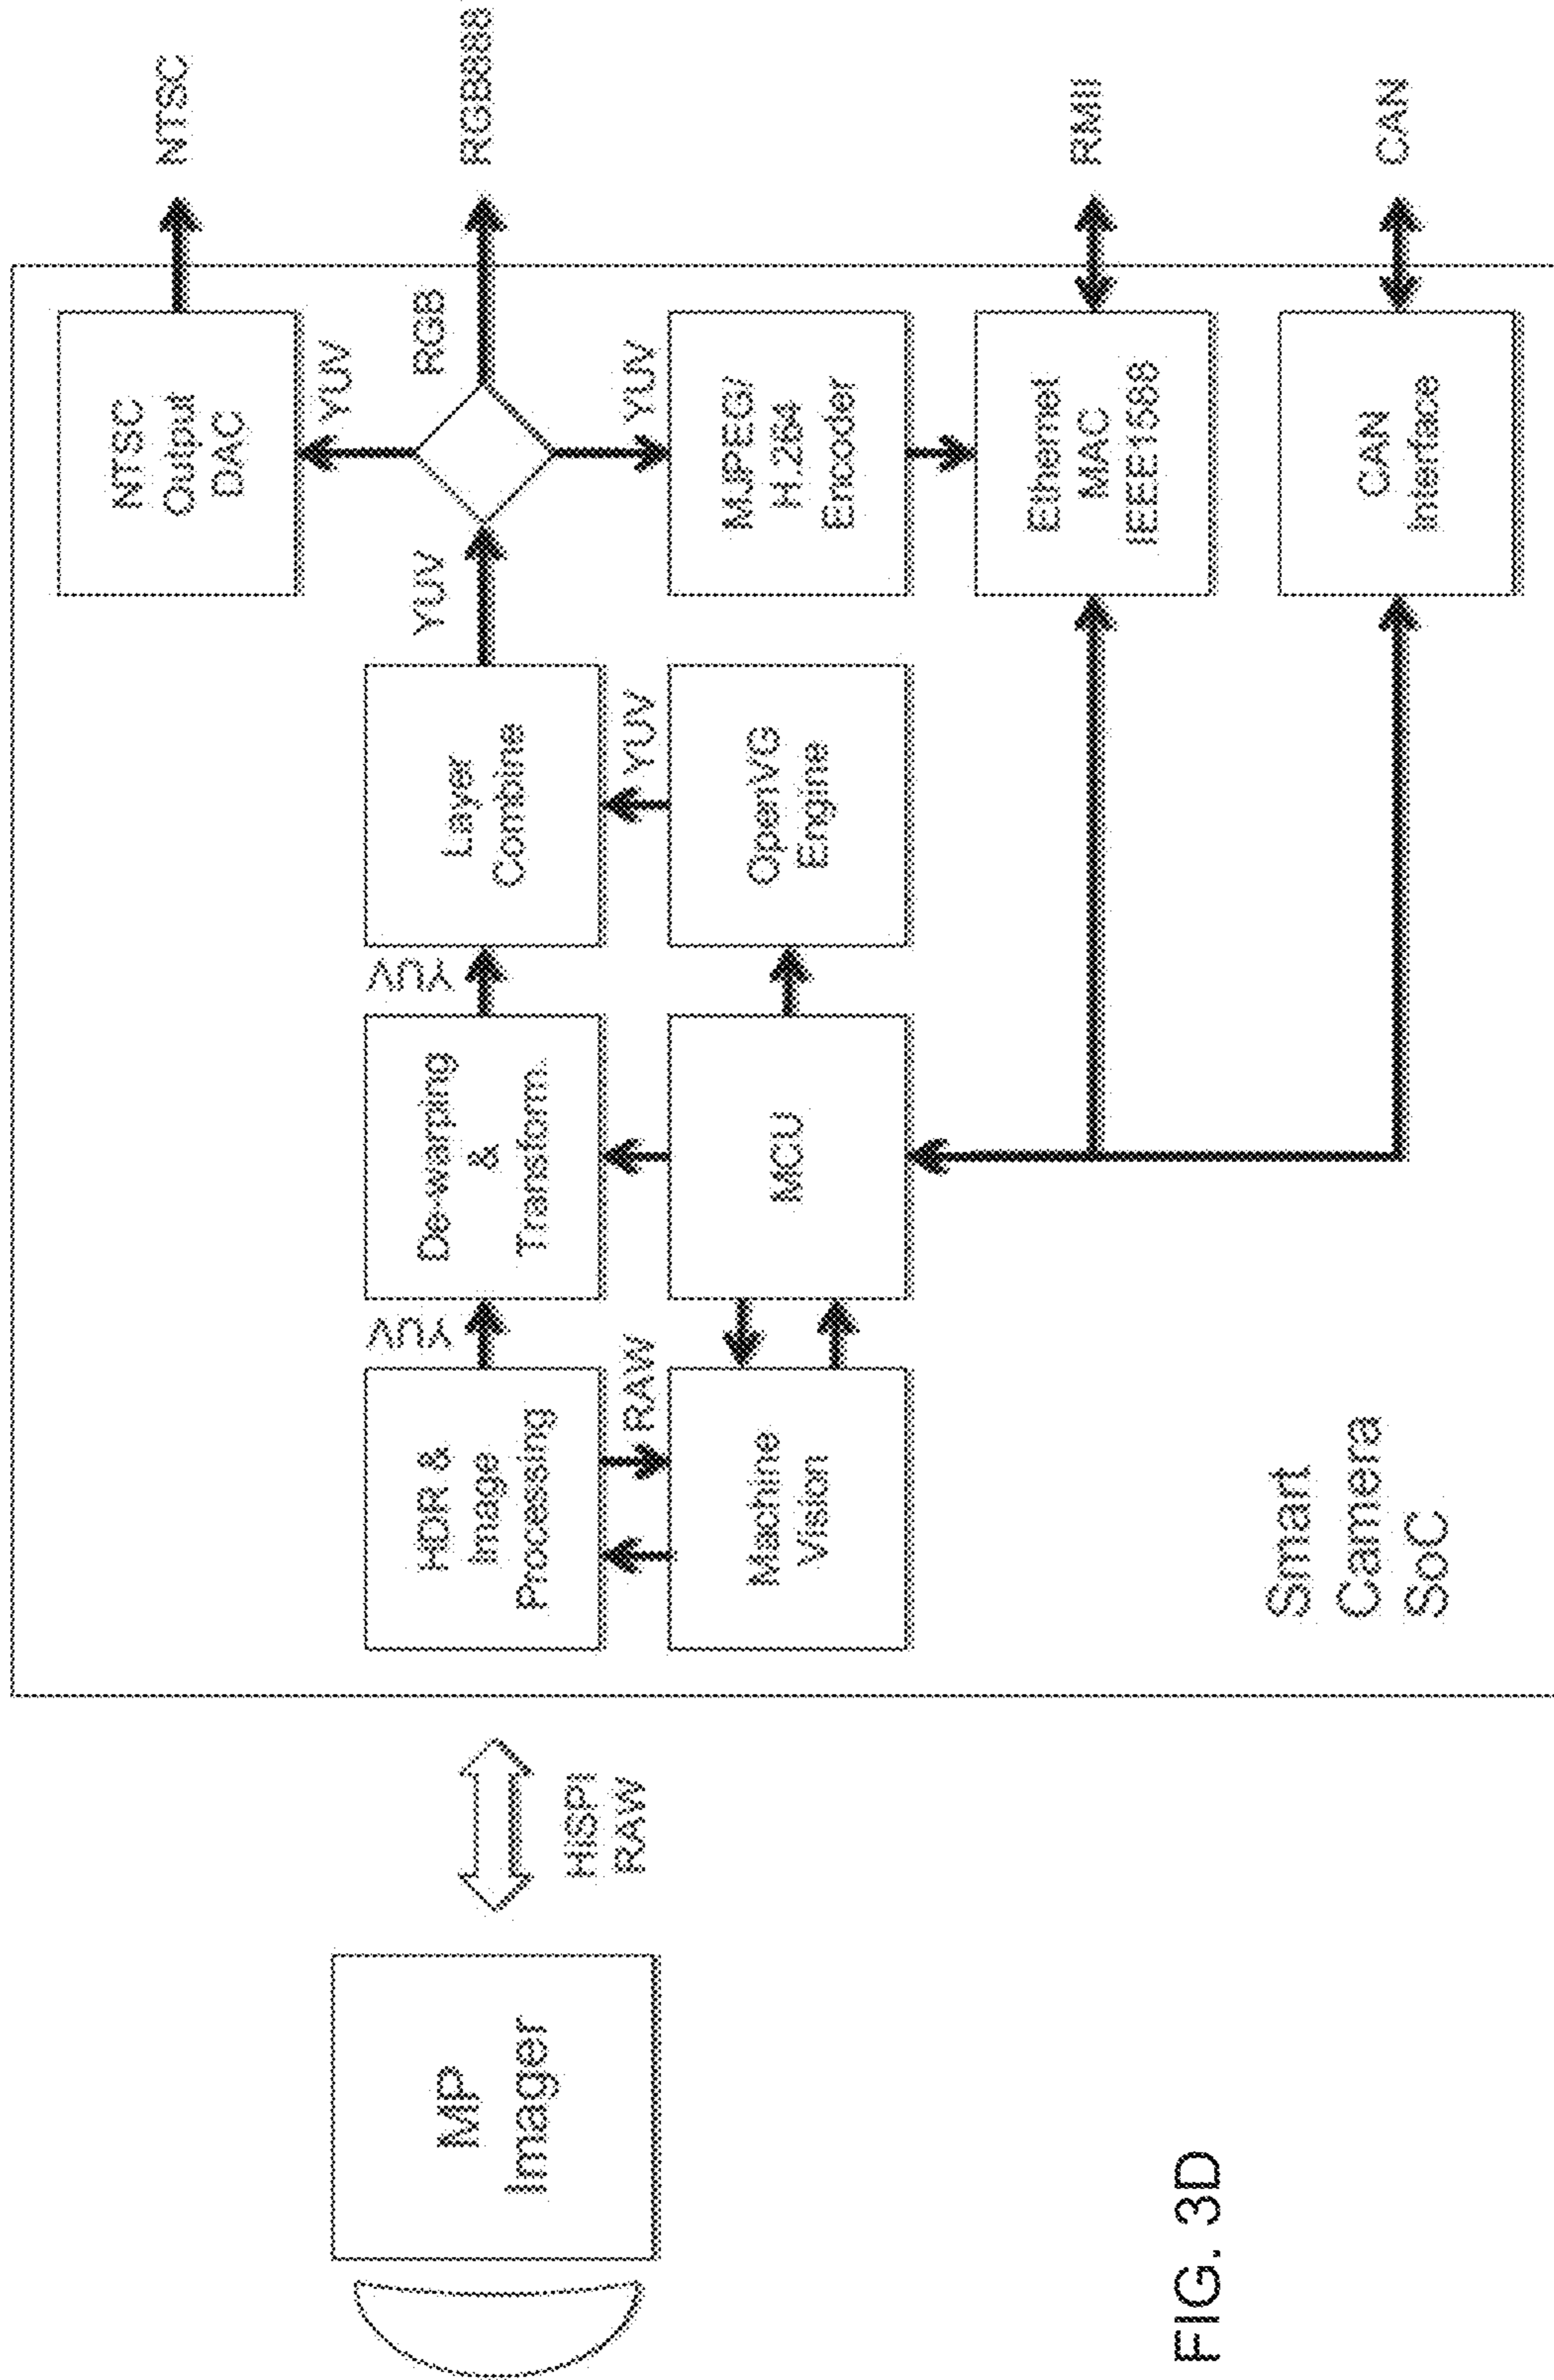 MP
Imager
HiSPI
RAW
HDR &
Image
Processing
YUV
De-warping
&
Transform.
YUV
Layer
Combine
YUV
NTSC
Output
DAC
NTSC
YUV
RGB
RGB888
RAW
Machine
Vision
MCU
OpenVG
Engine
YUV
MJPEG/
H.264
Encoder
YUV
Ethernet
MAC
IEEE1588
RMII
CAN
Interface
CAN
Smart
Camera
SoC
FIG. 3D